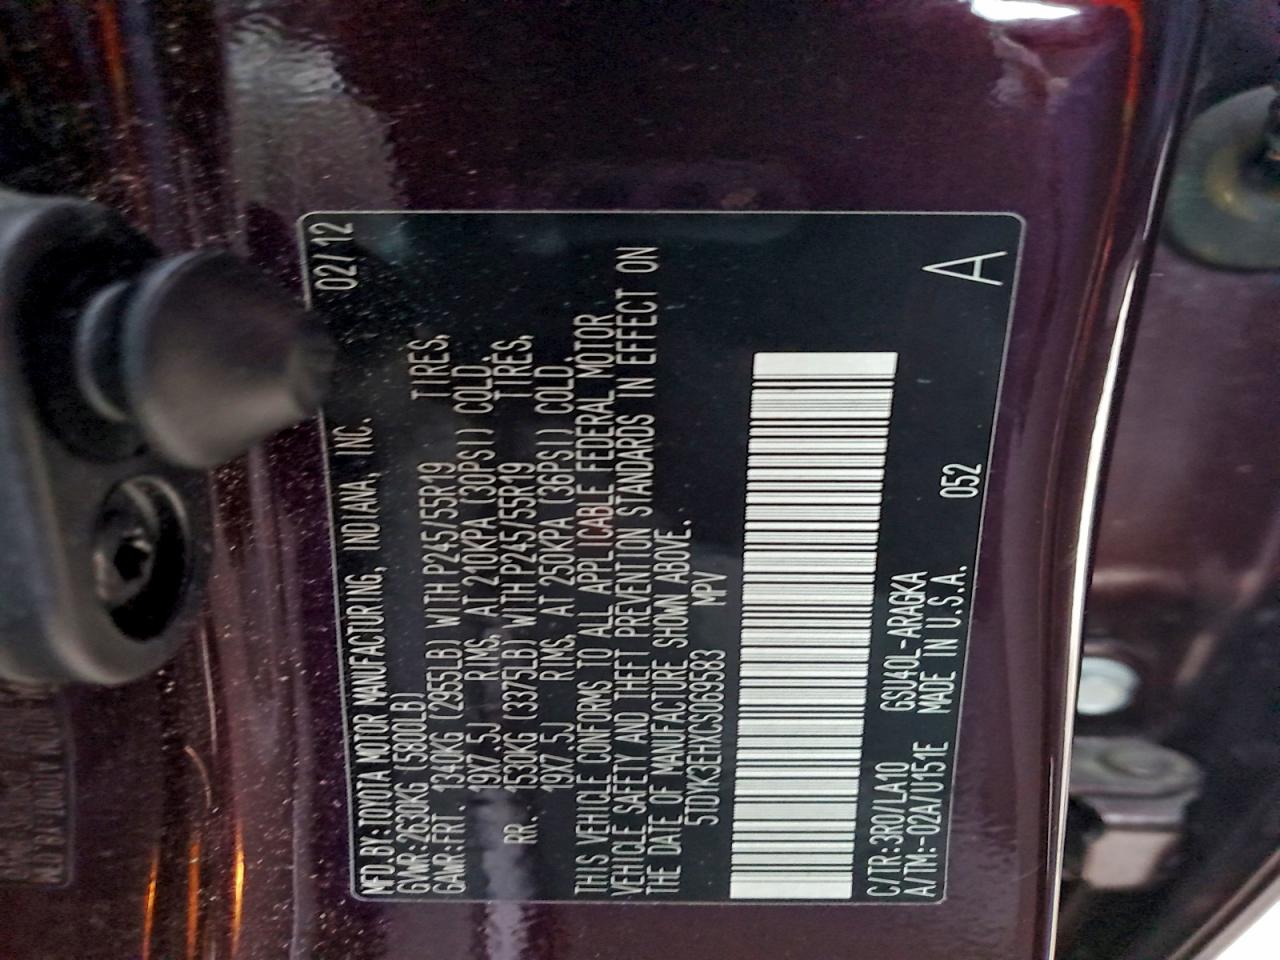 MFD.BY:TOYOTA MOTOR MANUFACTURING, INDIANA, INC. 02/12
GVWR:2630KG (5800LB)
GAWR:FRT. 1340KG (2955LB) WITH P245/55R19 TIRES,
19X7.5J RIMS, AT 210KPA (30PSI) COLD.
RR. 1530KG (3375LB) WITH P245/55R19 TIRES,
19X7.5J RIMS, AT 250KPA (36PSI) COLD.
THIS VEHICLE CONFORMS TO ALL APPLICABLE FEDERAL MOTOR
VEHICLE SAFETY AND THEFT PREVENTION STANDARDS IN EFFECT ON
THE DATE OF MANUFACTURE SHOWN ABOVE.
5TDYK3EHXCS069583 MPV
C/TR:3R0/LA10 GSU40L-ARAGKA
A/TM:-02A/U151E MADE IN U.S.A. 052 A